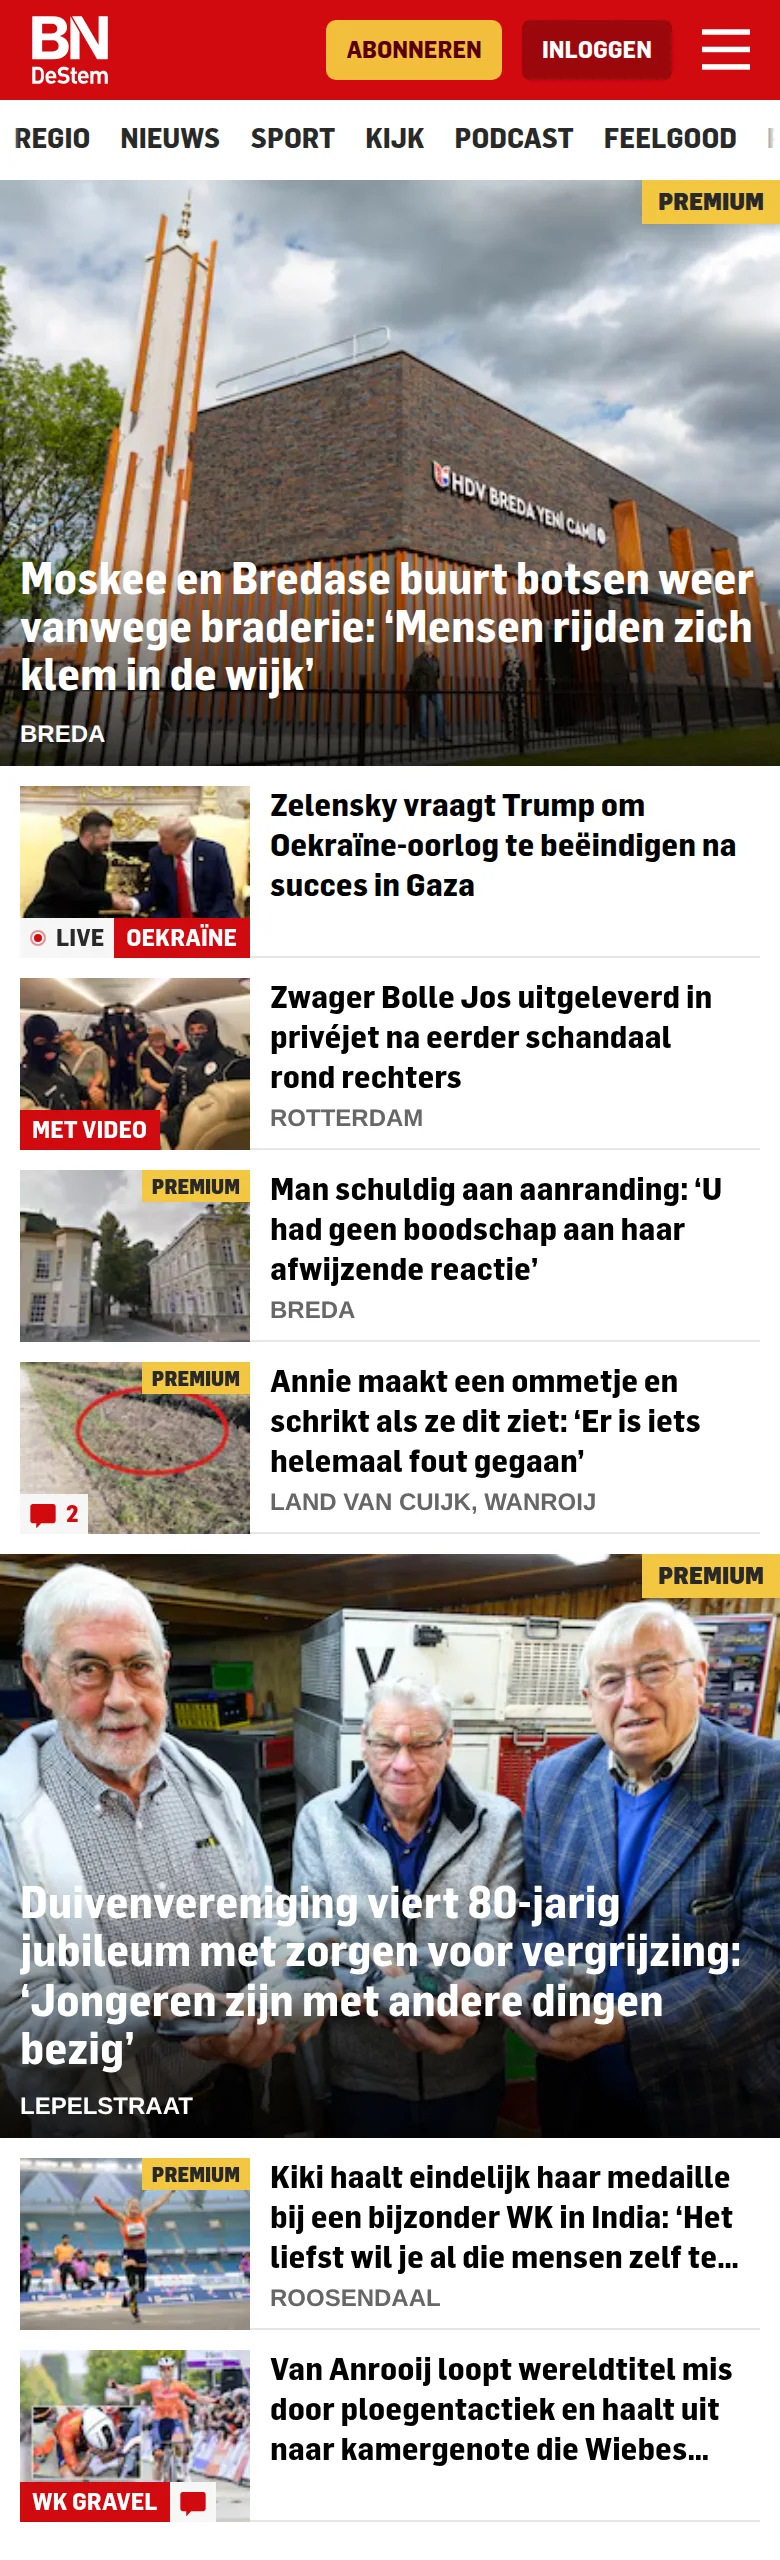 BN
DeStem
ABONNEREN
INLOGGEN
REGIO NIEUWS SPORT KIJK PODCAST FEELGOOD
PREMIUM
HDV BREDA YENİ CAMİİ
Moskee en Bredase buurt botsen weer
vanwege braderie: ‘Mensen rijden zich
klem in de wijk’
BREDA
Zelensky vraagt Trump om
Oekraïne-oorlog te beëindigen na
succes in Gaza
LIVE OEKRAÏNE
Zwager Bolle Jos uitgeleverd in
privéjet na eerder schandaal
rond rechters
ROTTERDAM
MET VIDEO
PREMIUM
Man schuldig aan aanranding: ‘U
had geen boodschap aan haar
afwijzende reactie’
BREDA
PREMIUM
Annie maakt een ommetje en
schrikt als ze dit ziet: ‘Er is iets
helemaal fout gegaan’
LAND VAN CUIJK, WANROIJ
2
PREMIUM
V
Duivenvereniging viert 80-jarig
jubileum met zorgen voor vergrijzing:
‘Jongeren zijn met andere dingen
bezig’
LEPELSTRAAT
PREMIUM
Kiki haalt eindelijk haar medaille
bij een bijzonder WK in India: ‘Het
liefst wil je al die mensen zelf te...
ROOSENDAAL
Van Anrooij loopt wereldtitel mis
door ploegentactiek en haalt uit
naar kamergenote die Wiebes...
WK GRAVEL